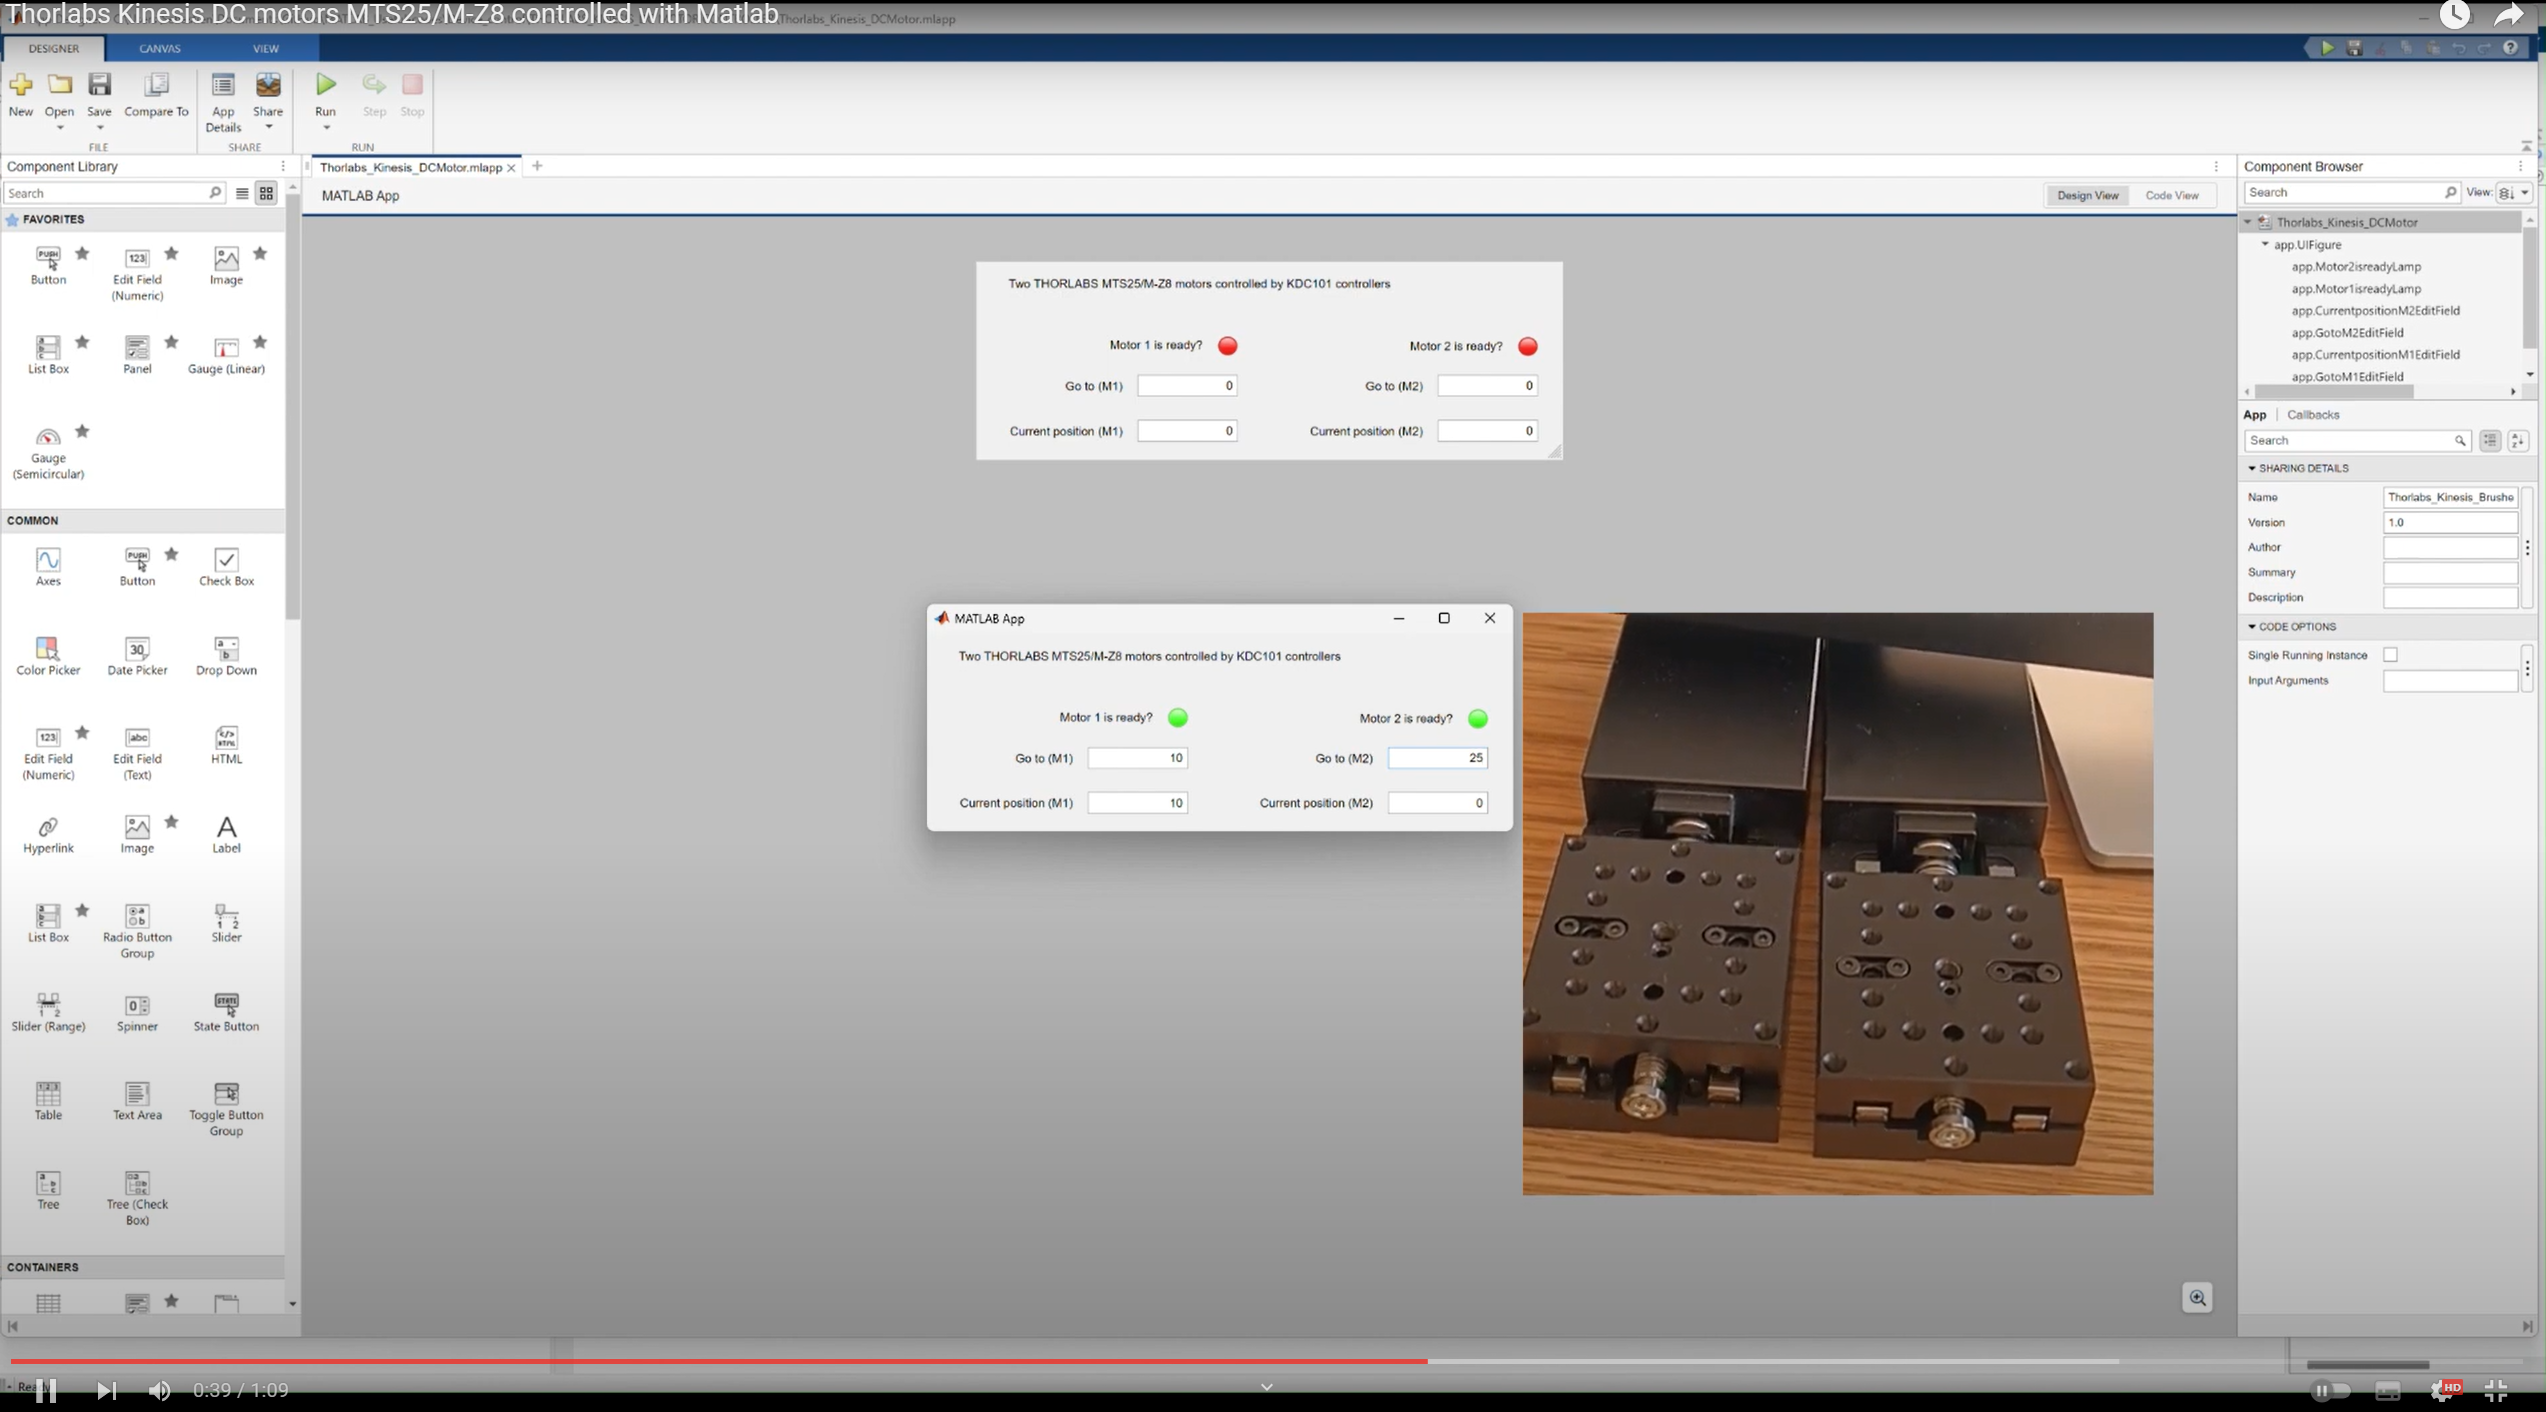 Thorlabs Kinesis DC motors MTS25/M-Z8 controlled with Matlab
\Thorlabs_Kinesis_DCMotor.mlapp
DESIGNER CANVAS VIEW
New Open Save Compare To App Details Share Run Step Stop
FILE SHARE RUN
Component Library
Search
FAVORITES
PUSH 123
Button Edit Field (Numeric) Image
List Box Panel Gauge (Linear)
Gauge (Semicircular)
COMMON
Axes Button Check Box
Color Picker Date Picker Drop Down
Edit Field (Numeric) Edit Field (Text) HTML
Hyperlink Image Label
List Box Radio Button Group Slider
Slider (Range) Spinner State Button
Table Text Area Toggle Button Group
Tree Tree (Check Box)
CONTAINERS
Thorlabs_Kinesis_DCMotor.mlapp
MATLAB App Design View Code View
Two THORLABS MTS25/M-Z8 motors controlled by KDC101 controllers
Motor 1 is ready? Motor 2 is ready?
Go to (M1) 0 Go to (M2) 0
Current position (M1) 0 Current position (M2) 0
MATLAB App
Two THORLABS MTS25/M-Z8 motors controlled by KDC101 controllers
Motor 1 is ready? Motor 2 is ready?
Go to (M1) 10 Go to (M2) 25
Current position (M1) 10 Current position (M2) 0
Component Browser
Search View:
Thorlabs_Kinesis_DCMotor
app.UIFigure
app.Motor2isreadyLamp
app.Motor1isreadyLamp
app.CurrentpositionM2EditField
app.GotoM2EditField
app.CurrentpositionM1EditField
app.GotoM1EditField
App Callbacks
Search
SHARING DETAILS
Name Thorlabs_Kinesis_Brushe
Version 1.0
Author
Summary
Description
CODE OPTIONS
Single Running Instance
Input Arguments
Ready
0:39 / 1:09
HD